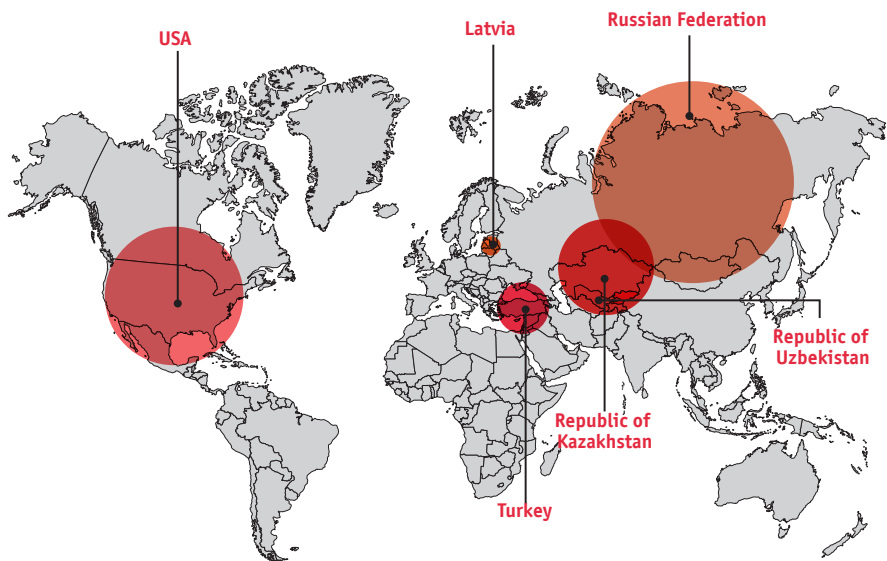 Russian Federation
Latvia
USA
Republic of
Uzbekistan
Republic of
Kazakhstan
Turkey